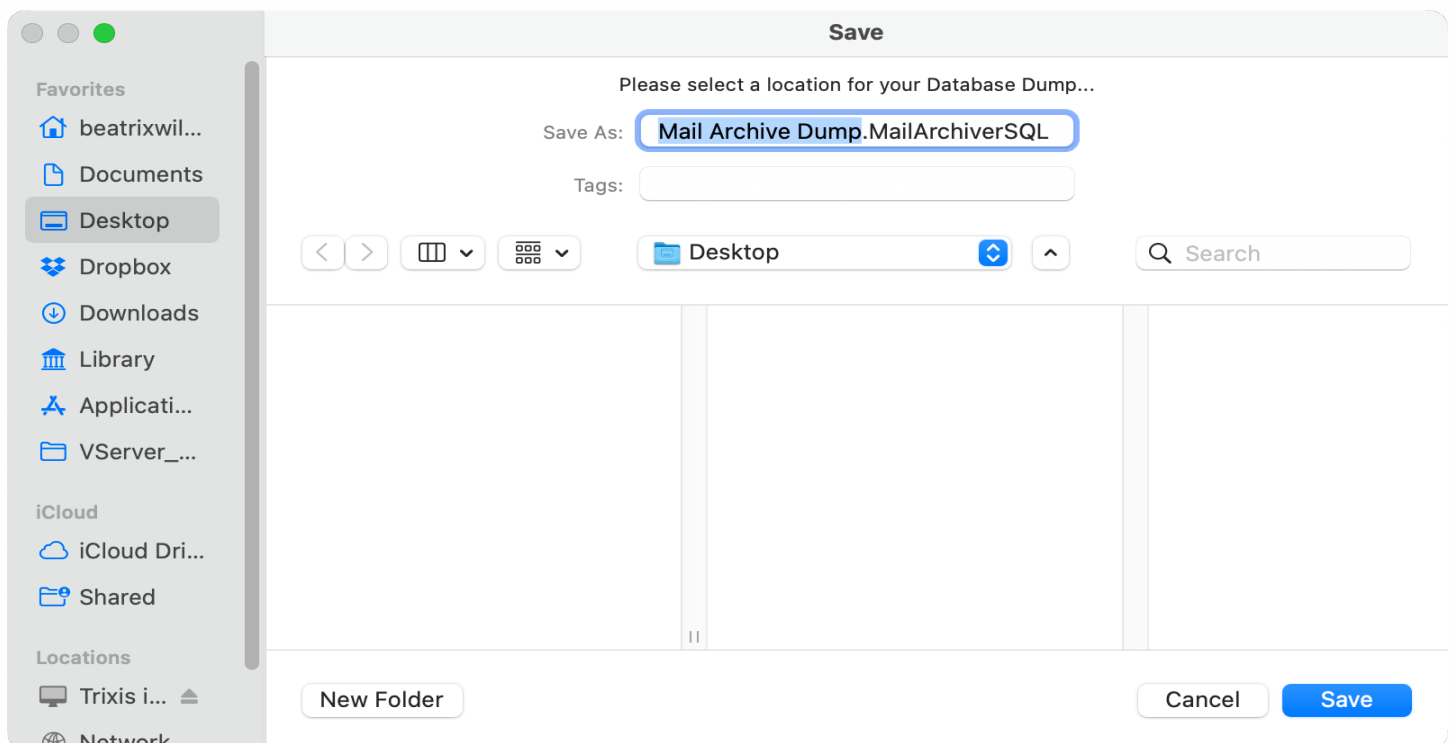 Save
Favorites
beatrixwil...
Documents
Desktop
Dropbox
Downloads
Library
Applicati...
VServer_...
iCloud
iCloud Dri...
Shared
Locations
Trixis i...
Network
Please select a location for your Database Dump...
Save As: Mail Archive Dump.MailArchiverSQL
Tags:
Desktop
Search
New Folder
Cancel
Save